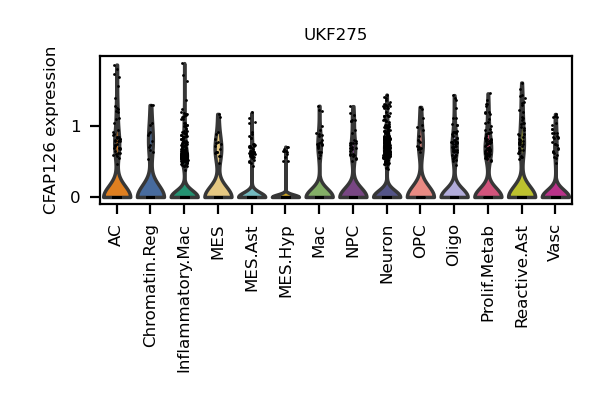 UKF275
CFAP126 expression
1
0
AC
Chromatin.Reg
Inflammatory.Mac
MES
MES.Ast
MES.Hyp
Mac
NPC
Neuron
OPC
Oligo
Prolif.Metab
Reactive.Ast
Vasc